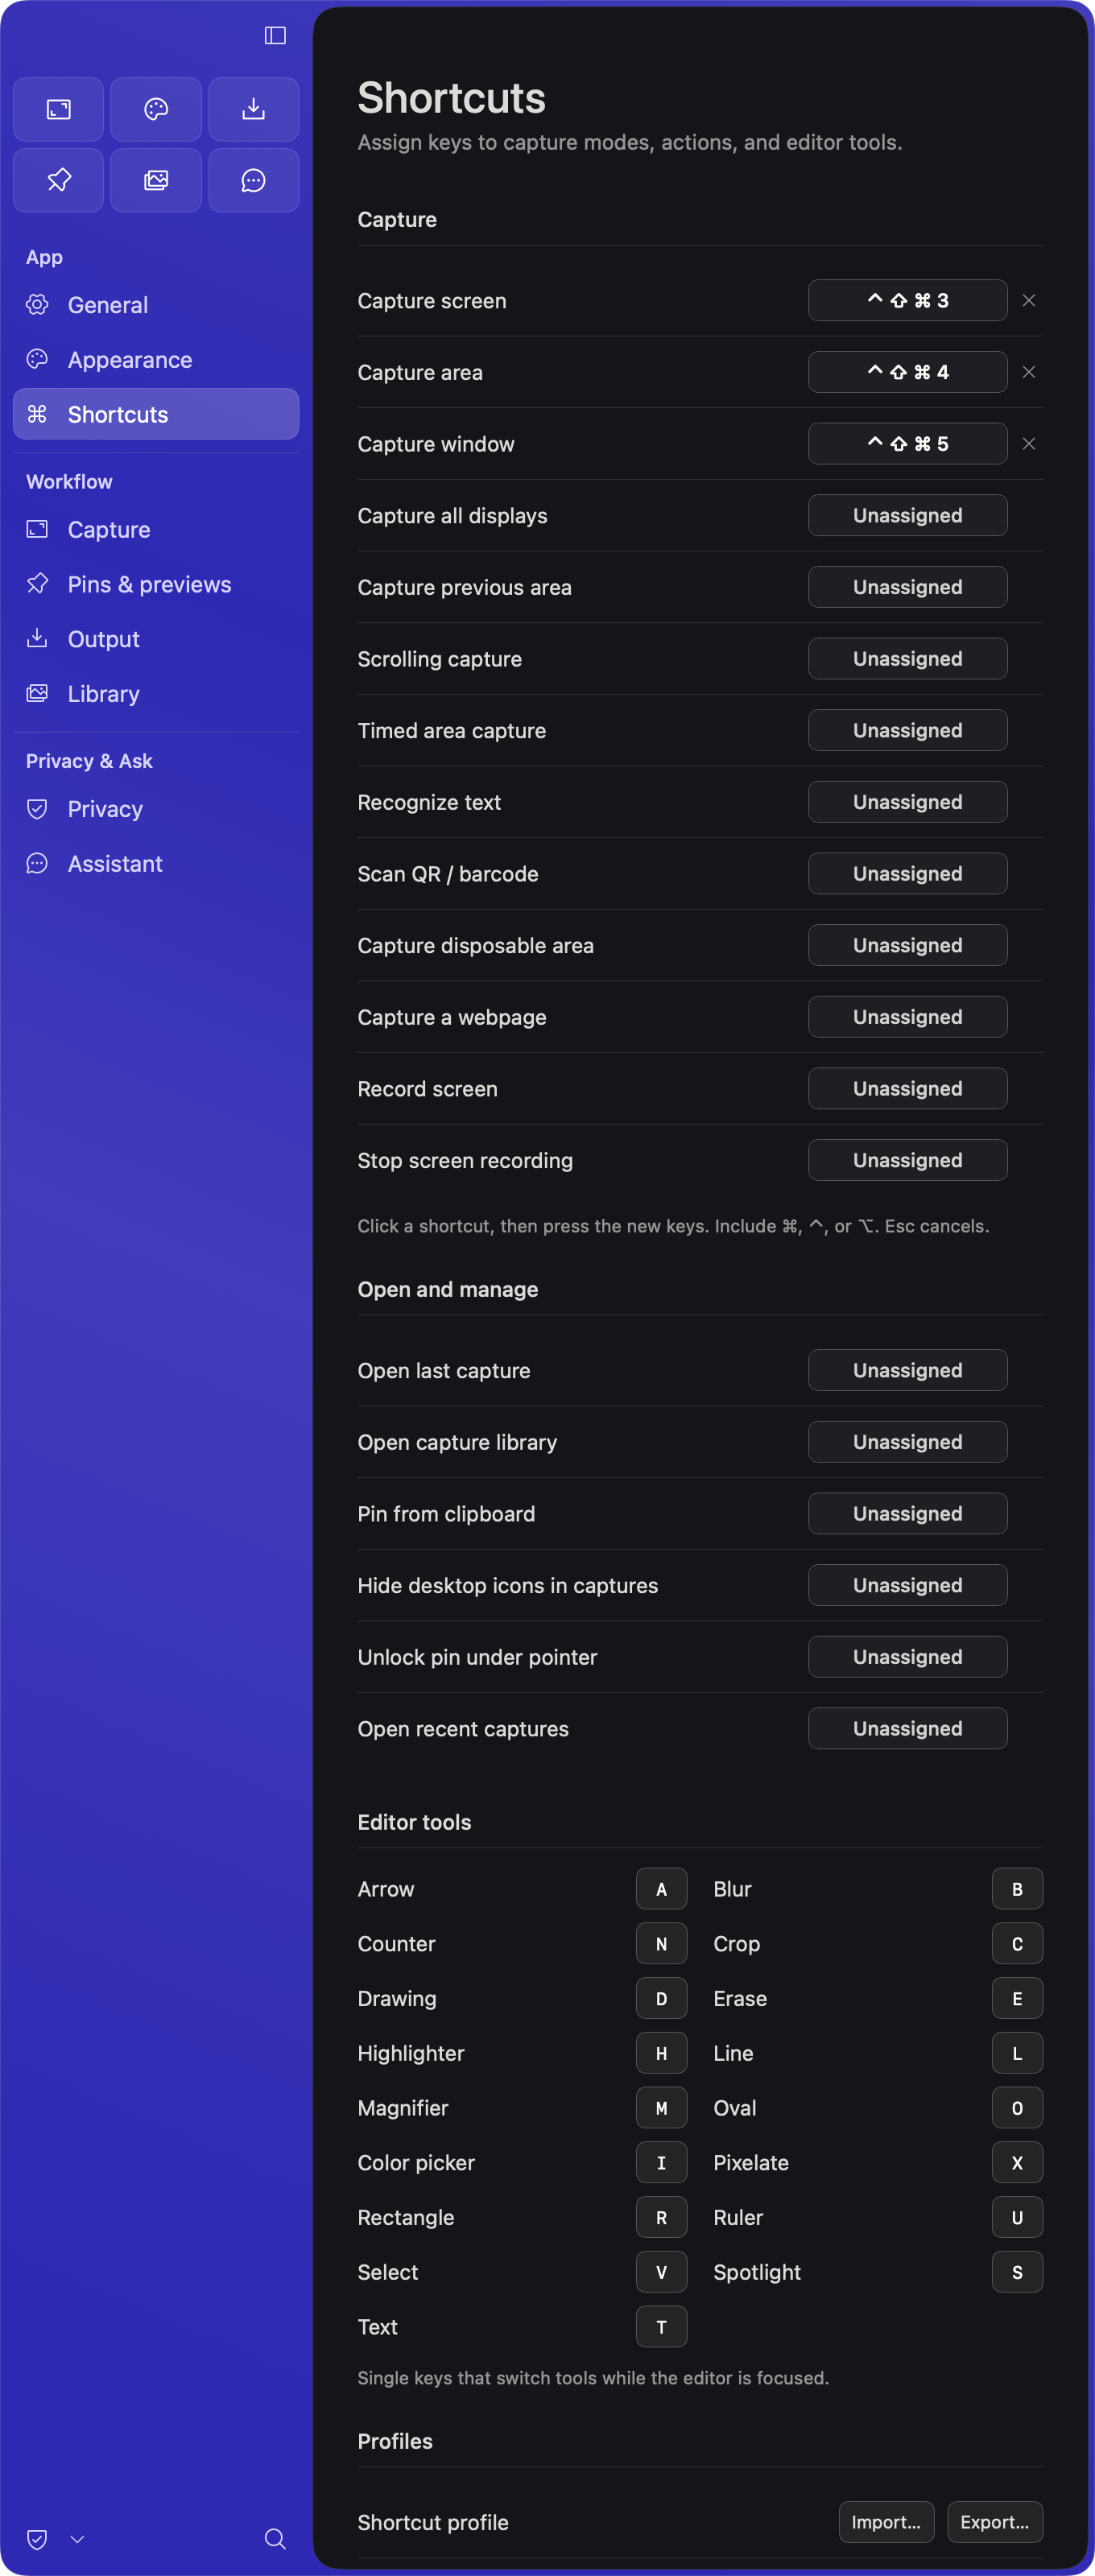 App
General
Appearance
Shortcuts
Workflow
Capture
Pins & previews
Output
Library
Privacy & Ask
Privacy
Assistant
Shortcuts
Assign keys to capture modes, actions, and editor tools.
Capture
Capture screen ⌃ ⇧ ⌘ 3
Capture area ⌃ ⇧ ⌘ 4
Capture window ⌃ ⇧ ⌘ 5
Capture all displays Unassigned
Capture previous area Unassigned
Scrolling capture Unassigned
Timed area capture Unassigned
Recognize text Unassigned
Scan QR / barcode Unassigned
Capture disposable area Unassigned
Capture a webpage Unassigned
Record screen Unassigned
Stop screen recording Unassigned
Click a shortcut, then press the new keys. Include ⌘, ⌃, or ⌥. Esc cancels.
Open and manage
Open last capture Unassigned
Open capture library Unassigned
Pin from clipboard Unassigned
Hide desktop icons in captures Unassigned
Unlock pin under pointer Unassigned
Open recent captures Unassigned
Editor tools
Arrow A Blur B
Counter N Crop C
Drawing D Erase E
Highlighter H Line L
Magnifier M Oval O
Color picker I Pixelate X
Rectangle R Ruler U
Select V Spotlight S
Text T
Single keys that switch tools while the editor is focused.
Profiles
Shortcut profile Import... Export...